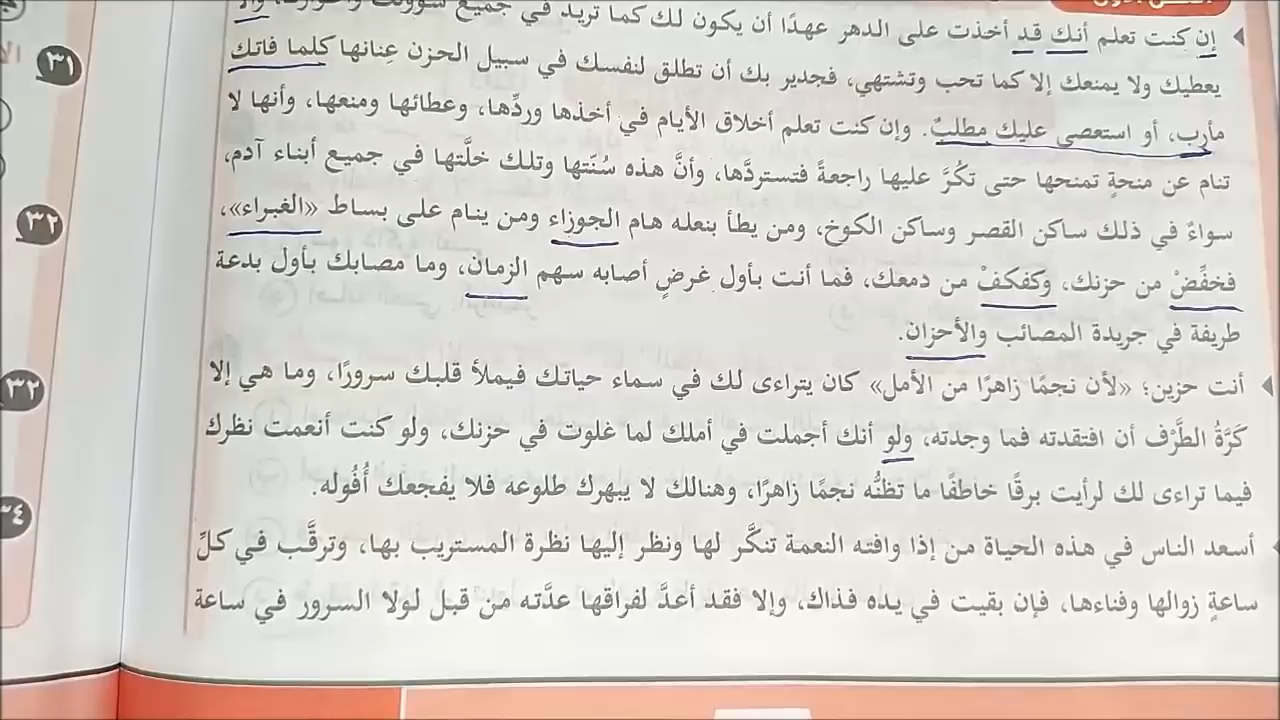 إن كنت تعلم أنك قد أخذت على الدهر عهدًا أن يكون لك كما تريد في جميع شؤونك
يعطيك ولا يمنعك إلا كما تحب وتشتهي، فجدير بك أن تطلق لنفسك في سبيل الحزن عِنانها كلما فاتك
مأرب، أو استعصى عليك مطلبٌ. وإن كنت تعلم أخلاق الأيام في أخذها وردِّها، وعطائها ومنعها، وأنها لا
تنام عن منحةٍ تمنحها حتى تكُرَّ عليها راجعةً فتستردَّها، وأنَّ هذه سُنّتها وتلك خلَّتها في جميع أبناء آدم،
سواءٌ في ذلك ساكن القصر وساكن الكوخ، ومن يطأ بنعله هام الجوزاء ومن ينام على بساط «الغبراء»،
فخفِّضْ من حزنك، وكفكفْ من دمعك، فما أنت بأول غرضٍ أصابه سهم الزمان، وما مصابك بأول بدعة
طريفة في جريدة المصائب والأحزان.
أنت حزين؛ «لأن نجمًا زاهرًا من الأمل» كان يتراءى لك في سماء حياتك فيملأ قلبك سرورًا، وما هي إلا
كَرَّةُ الطَّرْف أن افتقدته فما وجدته، ولو أنك أجملت في أملك لما غلوت في حزنك، ولو كنت أنعمت نظرك
فيما تراءى لك لرأيت برقًا خاطفًا ما تظنُّه نجمًا زاهرًا، وهنالك لا يبهرك طلوعه فلا يفجعك أُفُوله.
أسعد الناس في هذه الحياة من إذا وافته النعمة تنكَّر لها ونظر إليها نظرة المستريب بها، وترقَّب في كلِّ
ساعةٍ زوالها وفناءها، فإن بقيت في يده فذاك، وإلا فقد أعدَّ لفراقها عدَّته من قبل لولا السرور في ساعة
٣١
٣٢
٣٢